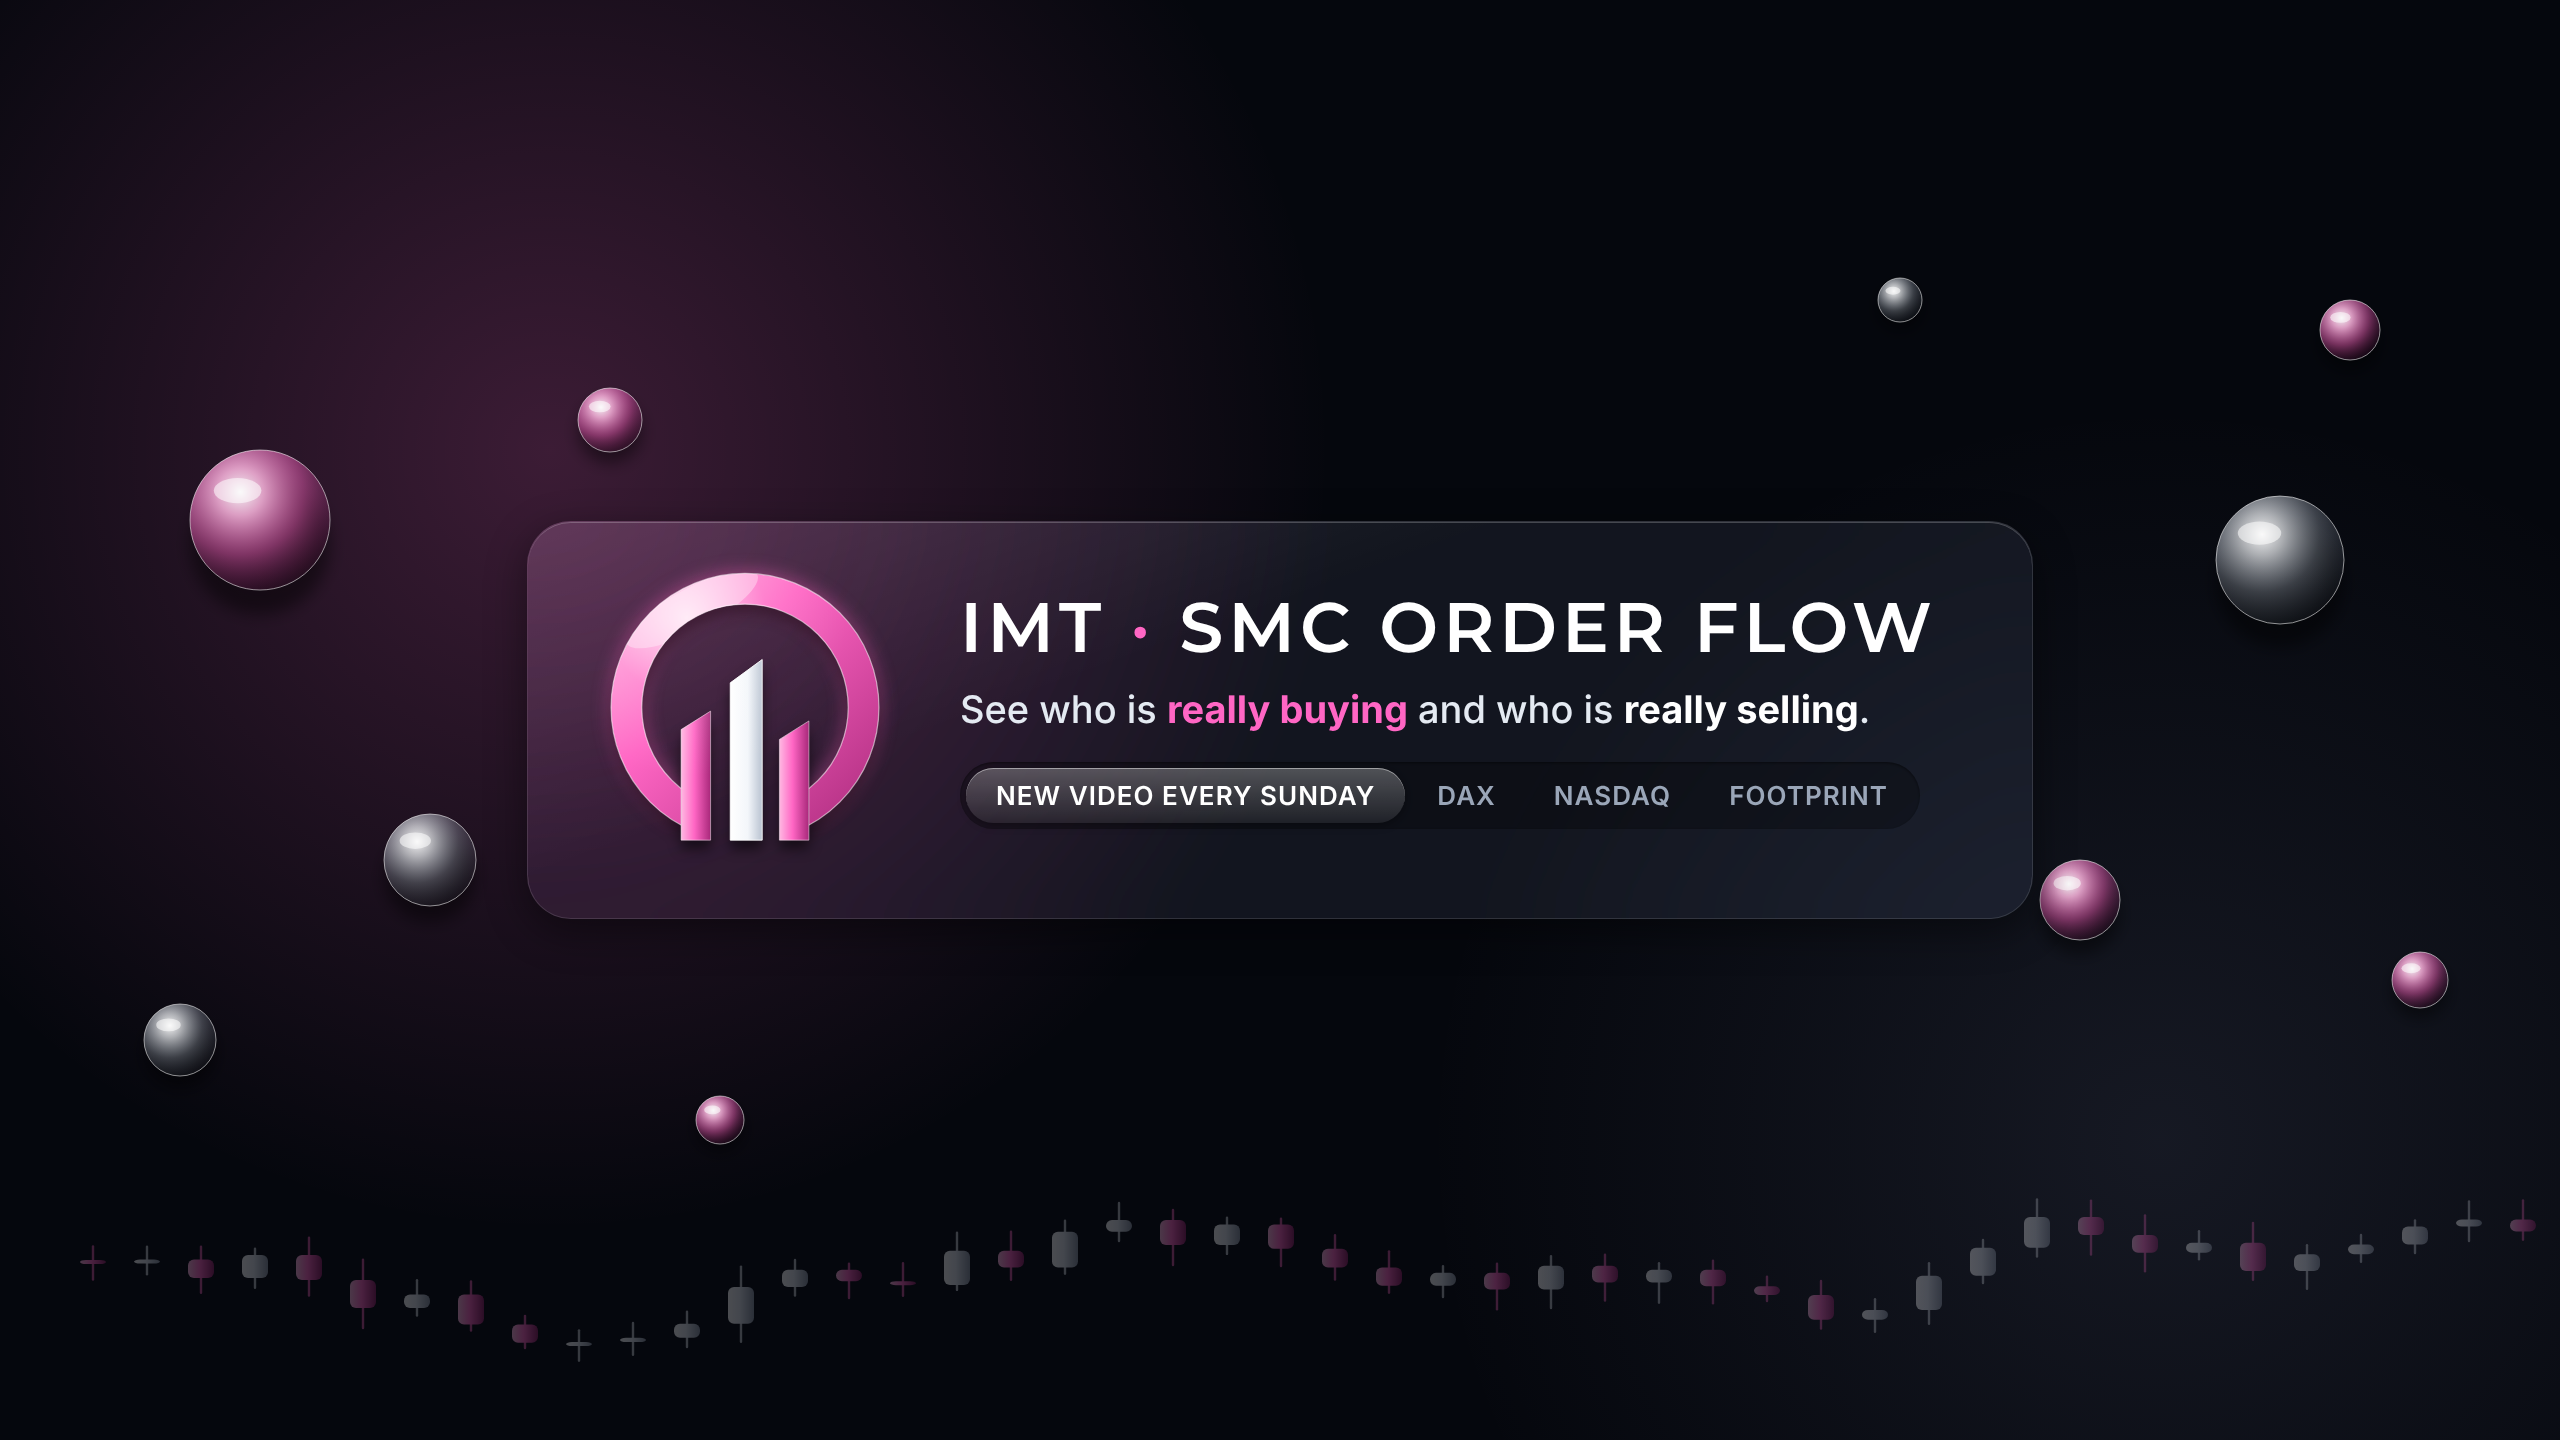 IMT · SMC ORDER FLOW
See who is really buying and who is really selling.
NEW VIDEO EVERY SUNDAY DAX NASDAQ FOOTPRINT